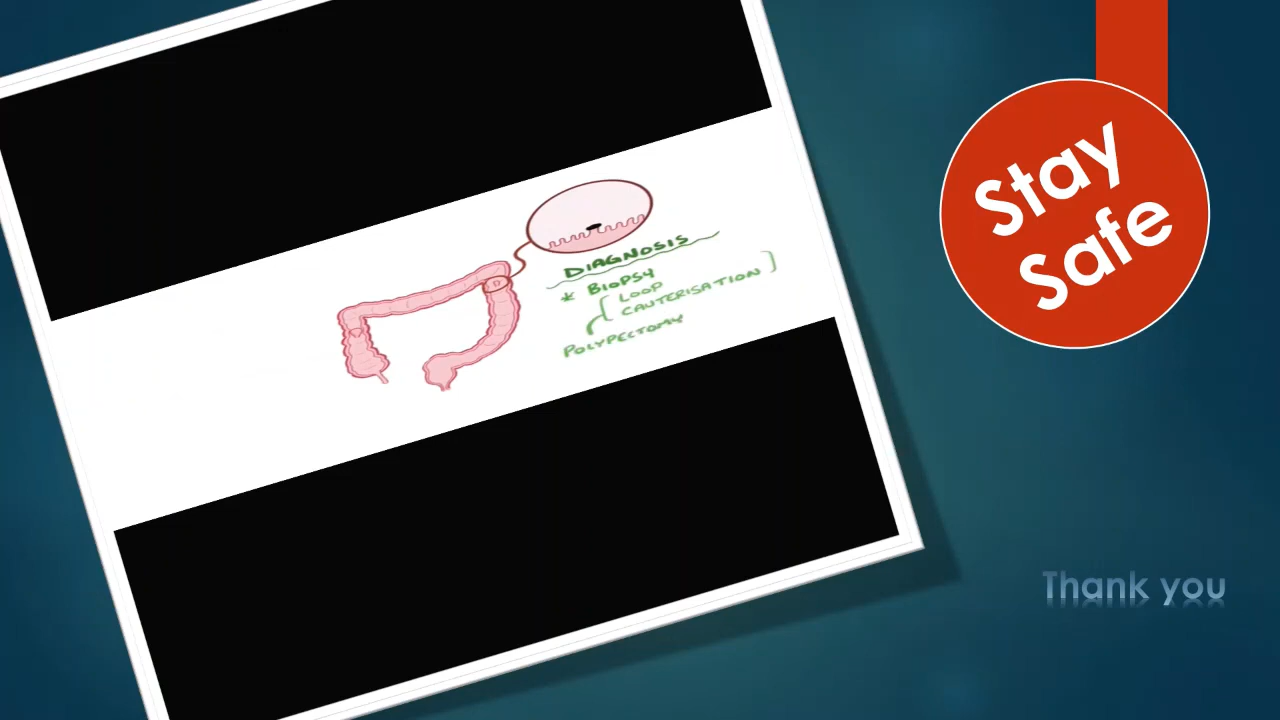 DIAGNOSIS
* BIOPSY
LOOP
CAUTERISATION
POLYPECTOMY
Stay
Safe
Thank you